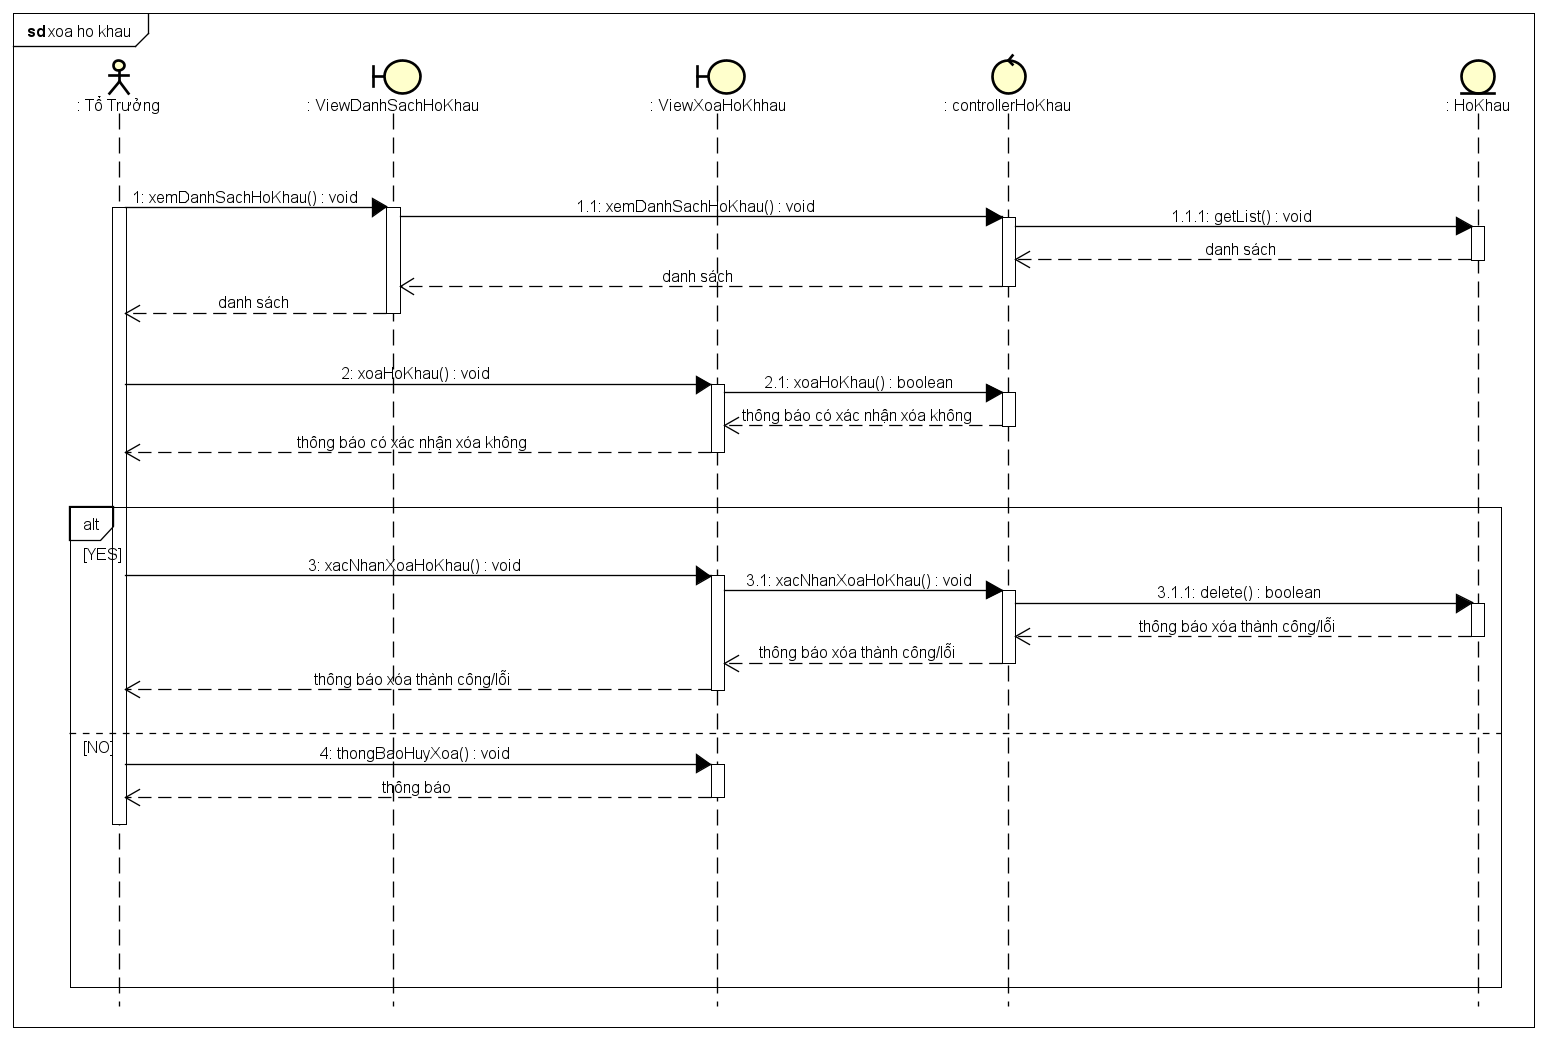 sd xoa ho khau
: Tổ Trưởng
: ViewDanhSachHoKhau
: ViewXoaHoKhhau
: controllerHoKhau
: HoKhau
1: xemDanhSachHoKhau() : void
1.1: xemDanhSachHoKhau() : void
1.1.1: getList() : void
danh sách
danh sách
danh sách
2: xoaHoKhau() : void
2.1: xoaHoKhau() : boolean
thông báo có xác nhận xóa không
thông báo có xác nhận xóa không
alt
[YES]
3: xacNhanXoaHoKhau() : void
3.1: xacNhanXoaHoKhau() : void
3.1.1: delete() : boolean
thông báo xóa thành công/lỗi
thông báo xóa thành công/lỗi
thông báo xóa thành công/lỗi
[NO]
4: thongBaoHuyXoa() : void
thông báo